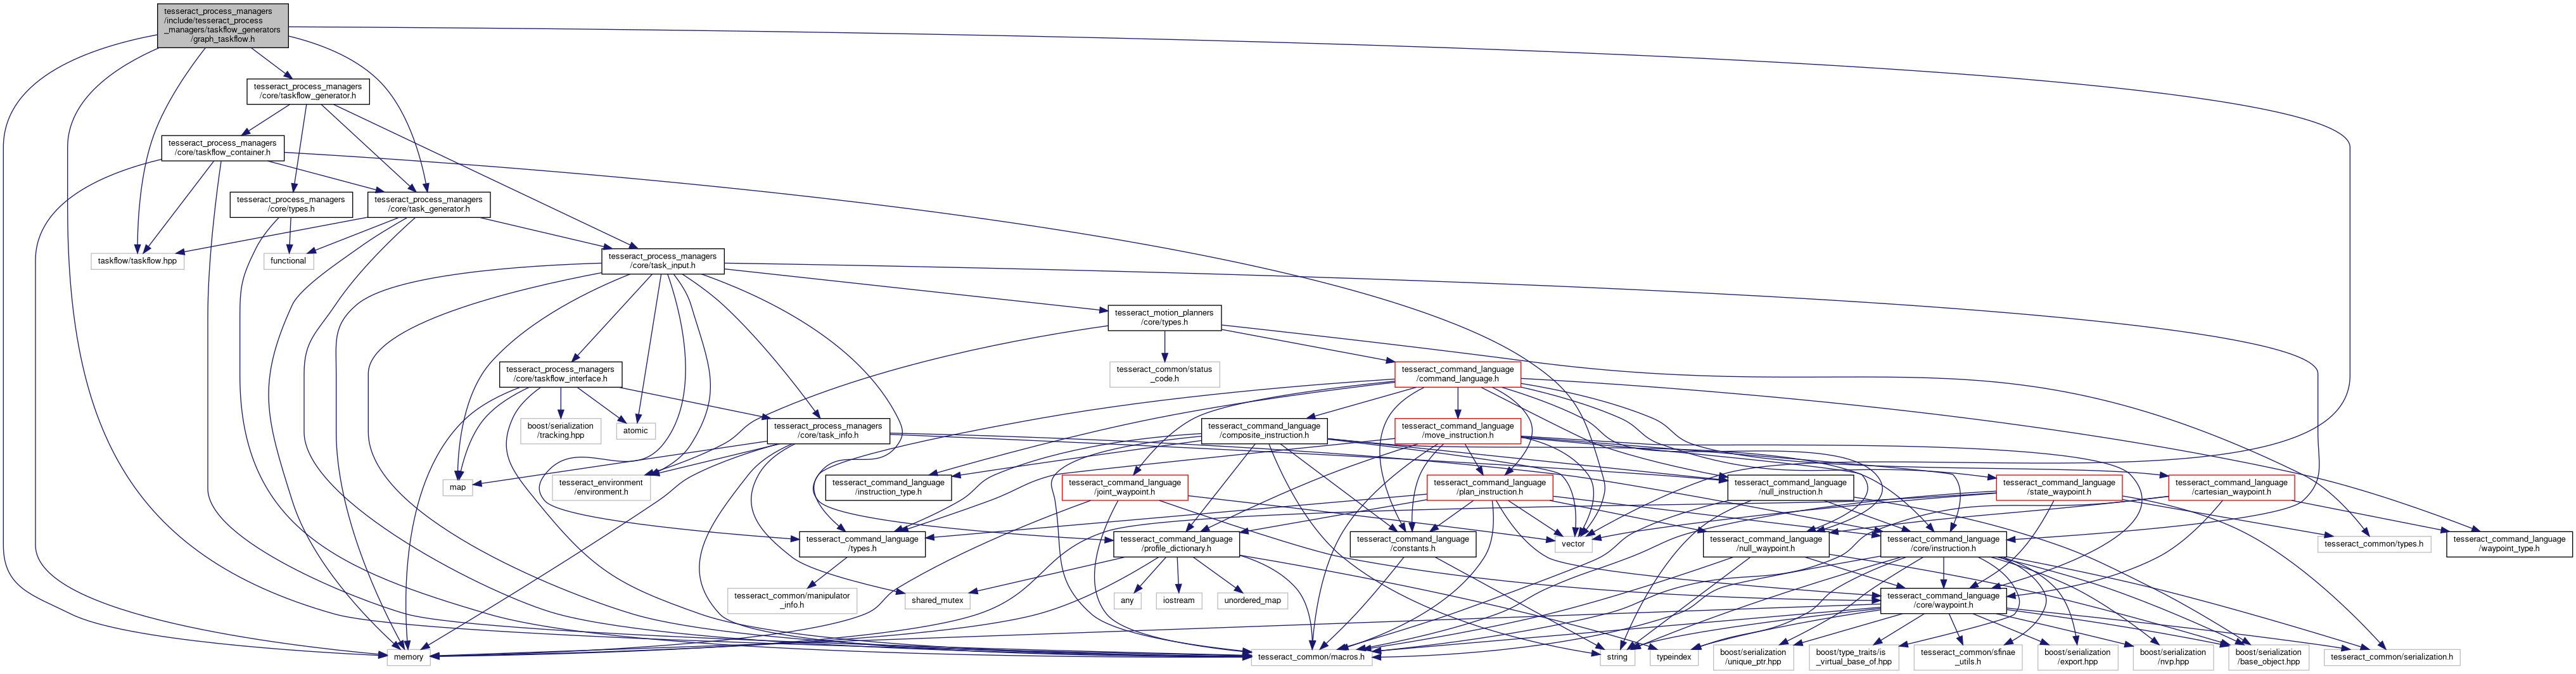 tesseract_process_managers
/include/tesseract_process
_managers/taskflow_generators
/graph_taskflow.h
tesseract_process_managers
/core/taskflow_generator.h
tesseract_process_managers
/core/taskflow_container.h
tesseract_process_managers
/core/types.h
tesseract_process_managers
/core/task_generator.h
taskflow/taskflow.hpp
functional
tesseract_process_managers
/core/task_input.h
tesseract_motion_planners
/core/types.h
tesseract_process_managers
/core/taskflow_interface.h
tesseract_common/status
_code.h
tesseract_command_language
/command_language.h
boost/serialization
/tracking.hpp
atomic
tesseract_process_managers
/core/task_info.h
tesseract_command_language
/composite_instruction.h
tesseract_command_language
/move_instruction.h
map
tesseract_environment
/environment.h
tesseract_command_language
/instruction_type.h
tesseract_command_language
/joint_waypoint.h
tesseract_command_language
/plan_instruction.h
tesseract_command_language
/null_instruction.h
tesseract_command_language
/state_waypoint.h
tesseract_command_language
/cartesian_waypoint.h
tesseract_command_language
/types.h
tesseract_command_language
/profile_dictionary.h
tesseract_command_language
/constants.h
vector
tesseract_command_language
/null_waypoint.h
tesseract_command_language
/core/instruction.h
tesseract_common/types.h
tesseract_command_language
/waypoint_type.h
tesseract_common/manipulator
_info.h
shared_mutex
any
iostream
unordered_map
tesseract_command_language
/core/waypoint.h
memory
tesseract_common/macros.h
string
typeindex
boost/serialization
/unique_ptr.hpp
boost/type_traits/is
_virtual_base_of.hpp
tesseract_common/sfinae
_utils.h
boost/serialization
/export.hpp
boost/serialization
/nvp.hpp
boost/serialization
/base_object.hpp
tesseract_common/serialization.h